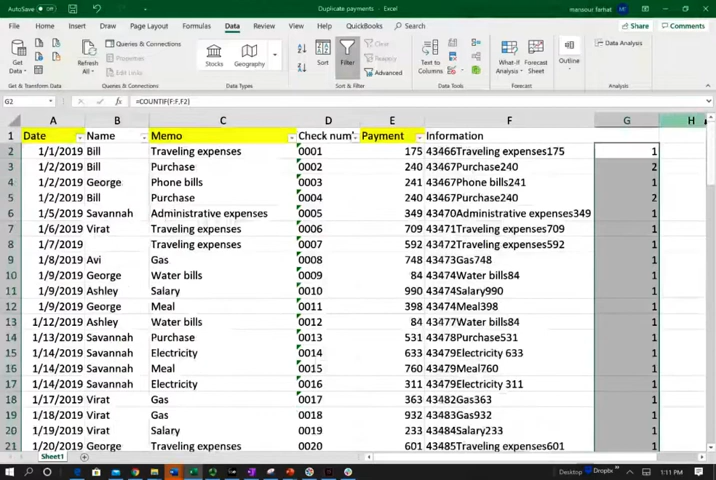 AutoSave Off Duplicate payments - Excel mansour farhat MF
File Home Insert Draw Page Layout Formulas Data Review View Help QuickBooks Search Share Comments
Get Data Refresh All Queries & Connections Properties Edit Links Stocks Geography Sort Filter Clear Reapply Advanced Text to Columns What-If Analysis Forecast Sheet Outline Data Analysis
Get & Transform Data Queries & Connections Data Types Sort & Filter Data Tools Forecast Analysis
G2 =COUNTIF(F:F,F2)
A B C D E F G H
1 Date Name Memo Check num Payment Information
2 1/1/2019 Bill Traveling expenses 0001 175 43466Traveling expenses175 1
3 1/2/2019 Bill Purchase 0002 240 43467Purchase240 2
4 1/2/2019 George Phone bills 0003 241 43467Phone bills241 1
5 1/2/2019 Bill Purchase 0004 240 43467Purchase240 2
6 1/5/2019 Savannah Administrative expenses 0005 349 43470Administrative expenses349 1
7 1/6/2019 Virat Traveling expenses 0006 709 43471Traveling expenses709 1
8 1/7/2019 Traveling expenses 0007 592 43472Traveling expenses592 1
9 1/8/2019 Avi Gas 0008 748 43473Gas748 1
10 1/9/2019 George Water bills 0009 84 43474Water bills84 1
11 1/9/2019 Ashley Salary 0010 990 43474Salary990 1
12 1/9/2019 George Meal 0011 398 43474Meal398 1
13 1/12/2019 Ashley Water bills 0012 84 43477Water bills84 1
14 1/13/2019 Savannah Purchase 0013 531 43478Purchase531 1
15 1/14/2019 Savannah Electricity 0014 633 43479Electricity 633 1
16 1/14/2019 Savannah Meal 0015 760 43479Meal760 1
17 1/14/2019 Savannah Electricity 0016 311 43479Electricity 311 1
18 1/17/2019 Virat Gas 0017 363 43482Gas363 1
19 1/18/2019 Virat Gas 0018 932 43483Gas932 1
20 1/19/2019 Virat Salary 0019 233 43484Salary233 1
21 1/20/2019 George Traveling expenses 0020 601 43485Traveling expenses601 1
Sheet1
Desktop Dropbox 1:11 PM